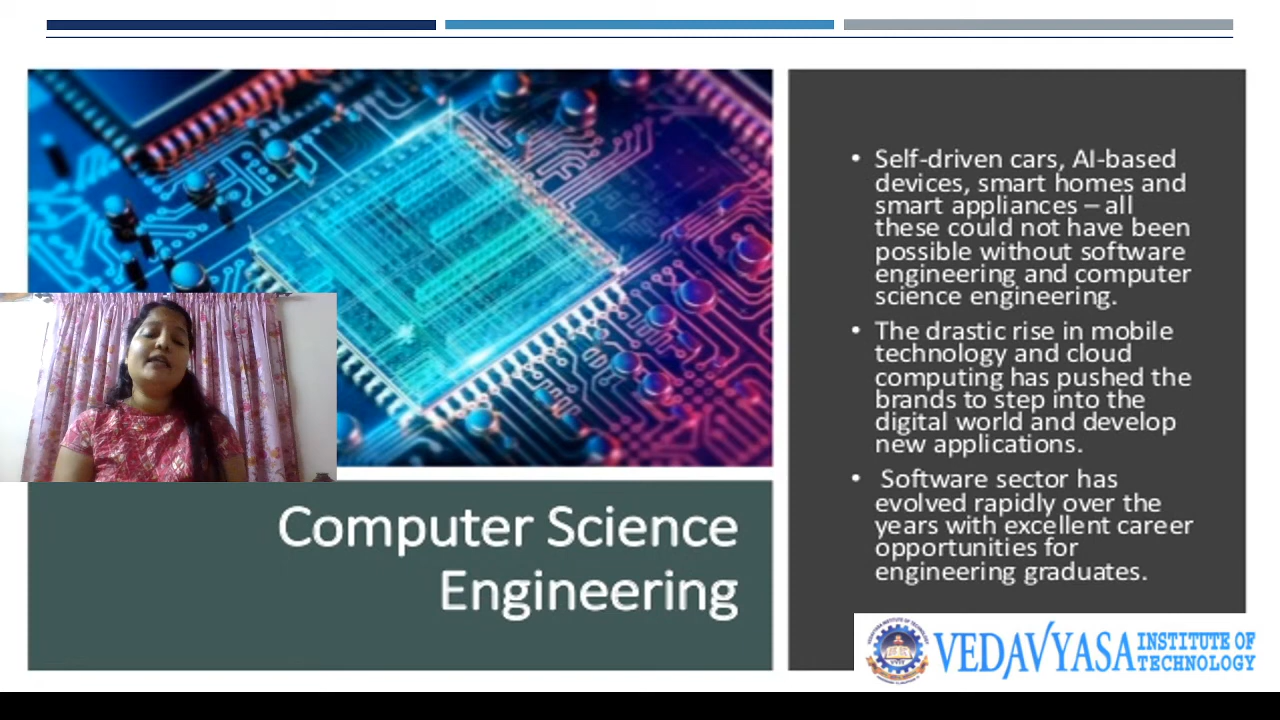 Self-driven cars, AI-based
devices, smart homes and
smart appliances – all
these could not have been
possible without software
engineering and computer
science engineering.
The drastic rise in mobile
technology and cloud
computing has pushed the
brands to step into the
digital world and develop
new applications.
Software sector has
evolved rapidly over the
years with excellent career
opportunities for
engineering graduates.
Computer Science
Engineering
VEDAVYASA INSTITUTE OF
TECHNOLOGY